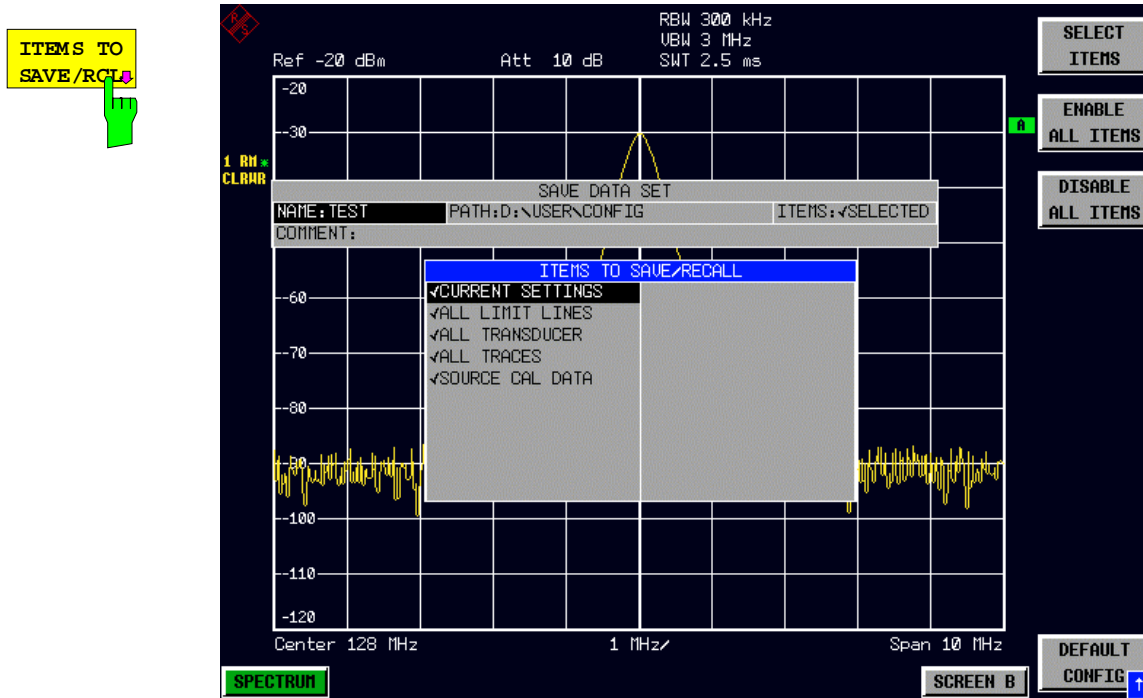 ITEMS TO
SAVE/RCL
R S
RBW 300 kHz
VBW 3 MHz
Ref -20 dBm Att 10 dB SWT 2.5 ms
-20
-30
1 RM *
CLRWR
A
SAVE DATA SET
NAME:TEST PATH:D:\USER\CONFIG ITEMS:√SELECTED
COMMENT:
ITEMS TO SAVE/RECALL
√CURRENT SETTINGS
√ALL LIMIT LINES
√ALL TRANSDUCER
√ALL TRACES
√SOURCE CAL DATA
-60
-70
-80
-90
-100
-110
-120
Center 128 MHz 1 MHz/ Span 10 MHz
SPECTRUM
SCREEN B
SELECT
ITEMS
ENABLE
ALL ITEMS
DISABLE
ALL ITEMS
DEFAULT
CONFIG